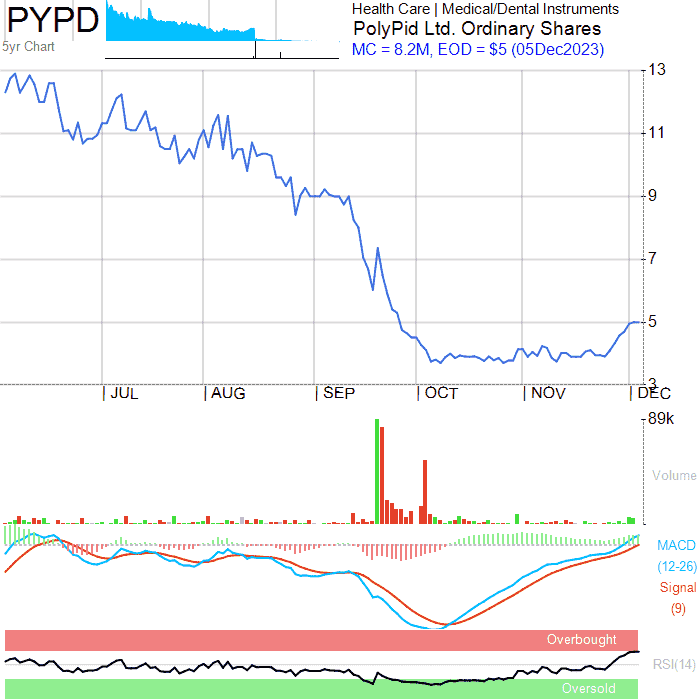 PYPD
5yr Chart
Health Care | Medical/Dental Instruments
PolyPid Ltd. Ordinary Shares
MC = 8.2M, EOD = $5 (05Dec2023)
13
11
9
7
5
3
| JUL | AUG | SEP | OCT | NOV | DEC
89k
Volume
MACD
(12-26)
Signal
(9)
Overbought
RSI(14)
Oversold